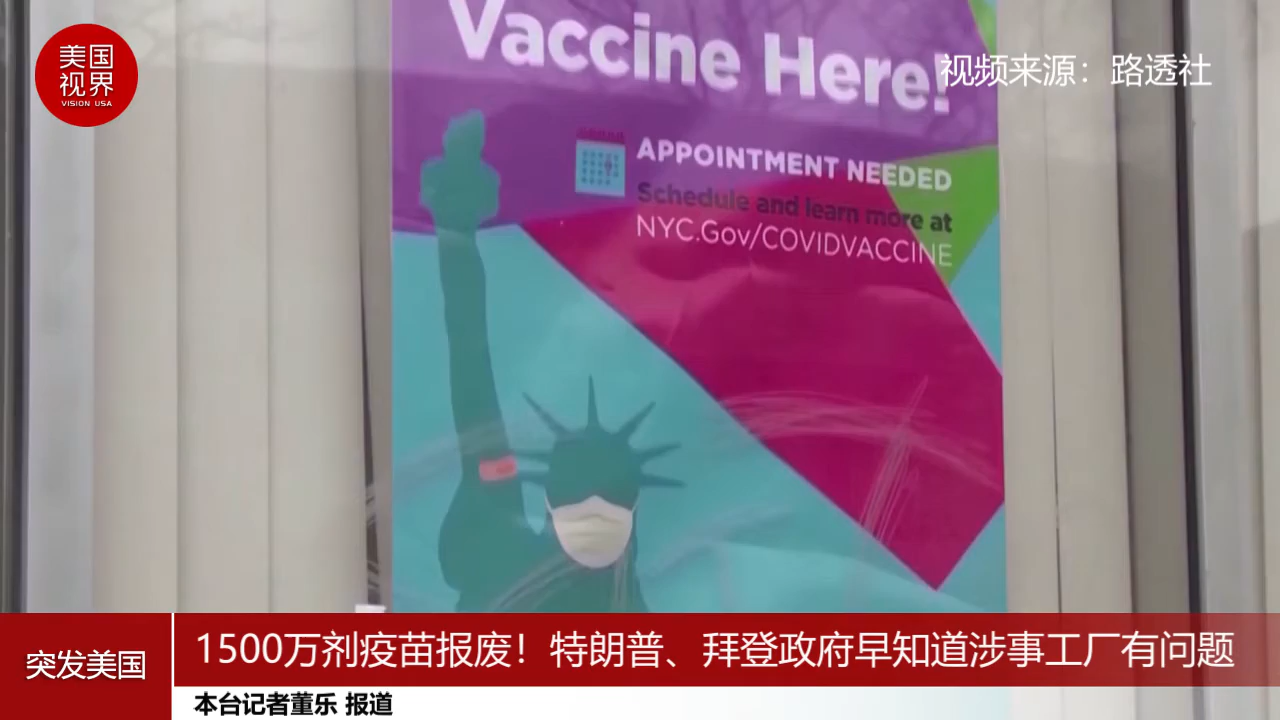 美国
视界
VISION USA
Vaccine Here!
视频来源：路透社
APPOINTMENT NEEDED
Schedule and learn more at
NYC.Gov/COVIDVACCINE
突发美国
1500万剂疫苗报废！特朗普、拜登政府早知道涉事工厂有问题
本台记者董乐 报道